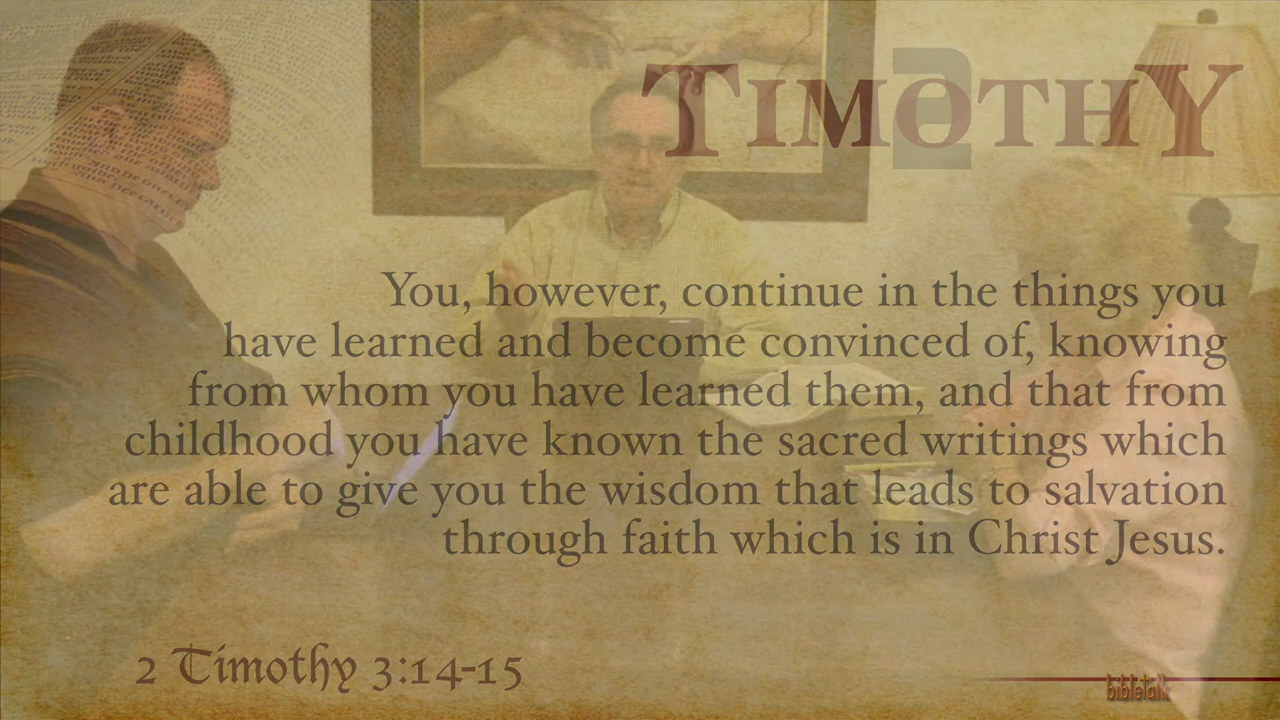 2
TIMOTHY
You, however, continue in the things you
have learned and become convinced of, knowing
from whom you have learned them, and that from
childhood you have known the sacred writings which
are able to give you the wisdom that leads to salvation
through faith which is in Christ Jesus.
2 Timothy 3:14-15
bibletalk